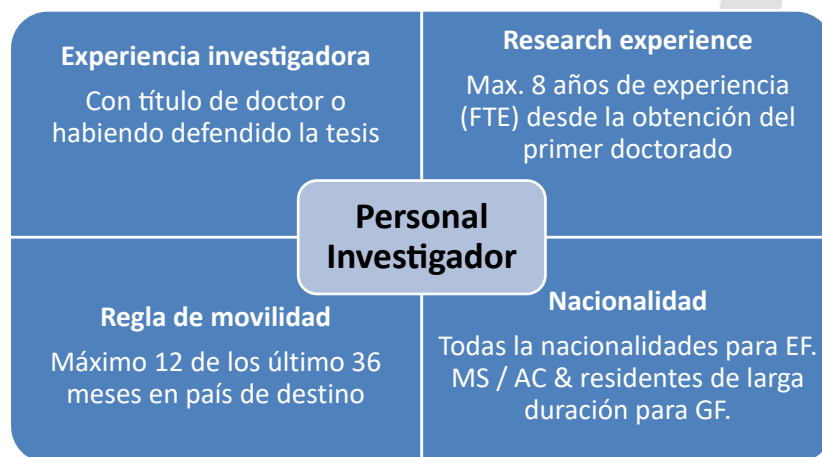 Experiencia investigadora
Con título de doctor o
habiendo defendido la tesis
Research experience
Max. 8 años de experiencia
(FTE) desde la obtención del
primer doctorado
Personal
Investigador
Regla de movilidad
Máximo 12 de los último 36
meses en país de destino
Nacionalidad
Todas la nacionalidades para EF.
MS / AC & residentes de larga
duración para GF.